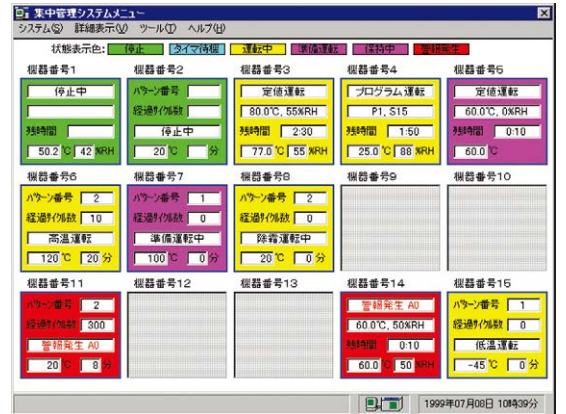 集中管理システムメニュー
システム(S) 詳細表示(V) ツール(T) ヘルプ(H)
状態表示色: 停止 タイマ待機 運転中 準備運転 保持中 警報発生
機器番号1 機器番号2 機器番号3 機器番号4 機器番号5
停止中 パターン番号 定値運転 プログラム運転 定値運転
経過サイクル数 80.0℃, 55%RH P1, S15 60.0℃, 0%RH
残時間 停止中 残時間 2:30 残時間 1:50 残時間 0:10
50.2 ℃ 42 %RH 20 ℃ 分 77.0 ℃ 55 %RH 25.0 ℃ 88 %RH 60.0 ℃
機器番号6 機器番号7 機器番号8 機器番号9 機器番号10
パターン番号 2 パターン番号 1 パターン番号 2
経過サイクル数 10 経過サイクル数 0 経過サイクル数 0
高温運転 準備運転中 除霜運転中
120 ℃ 20 分 100 ℃ 0 分 20 ℃ 0 分
機器番号11 機器番号12 機器番号13 機器番号14 機器番号15
パターン番号 2 警報発生 A0 パターン番号 1
経過サイクル数 300 60.0℃, 50%RH 経過サイクル数 0
警報発生 A0 残時間 0:10 低温運転
20 ℃ 8 分 60.0 ℃ 50 %RH -45 ℃ 0 分
1999年07月08日 10時39分